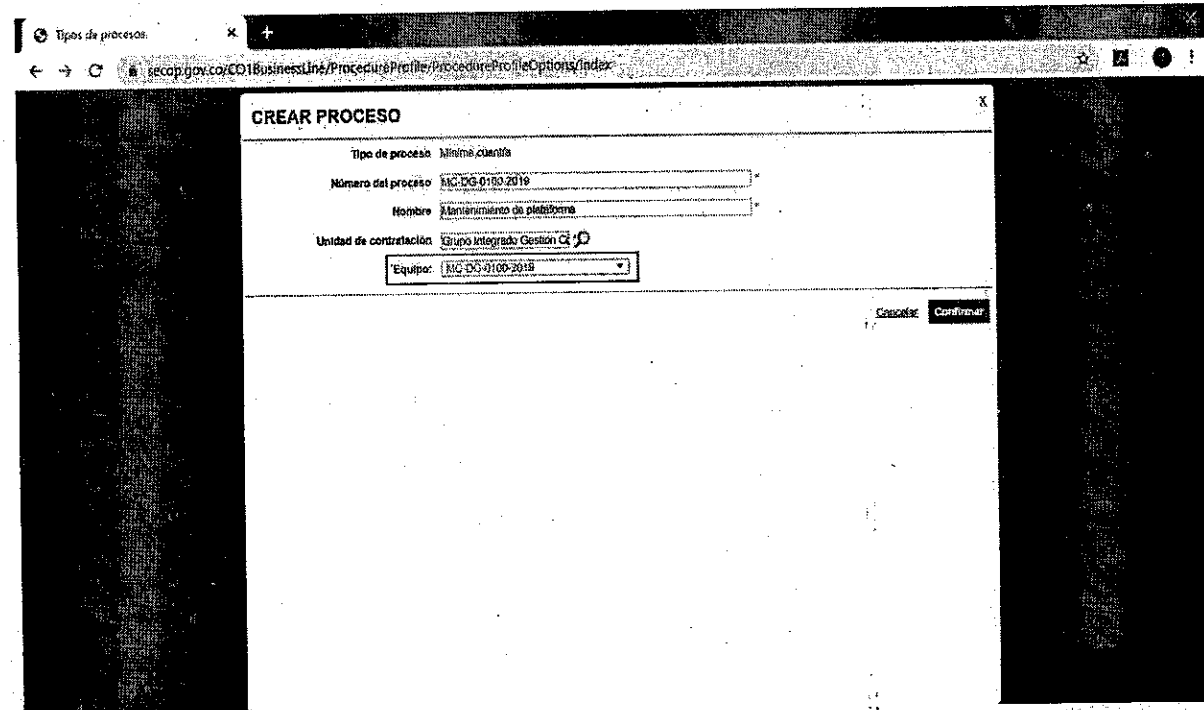 Tipos de procesos.
secop.gov.co/CO1BusinessLine/ProcedureProfile/ProcedureProfileOptions/Index
CREAR PROCESO X
Tipo de proceso Mínima cuantía
Número del proceso MC-DG-0100-2019 *
Nombre Mantenimiento de plataforma *
Unidad de contratación Grupo Integrado Gestión
Equipo: MC-DG-0100-2019
Cancelar Confirmar